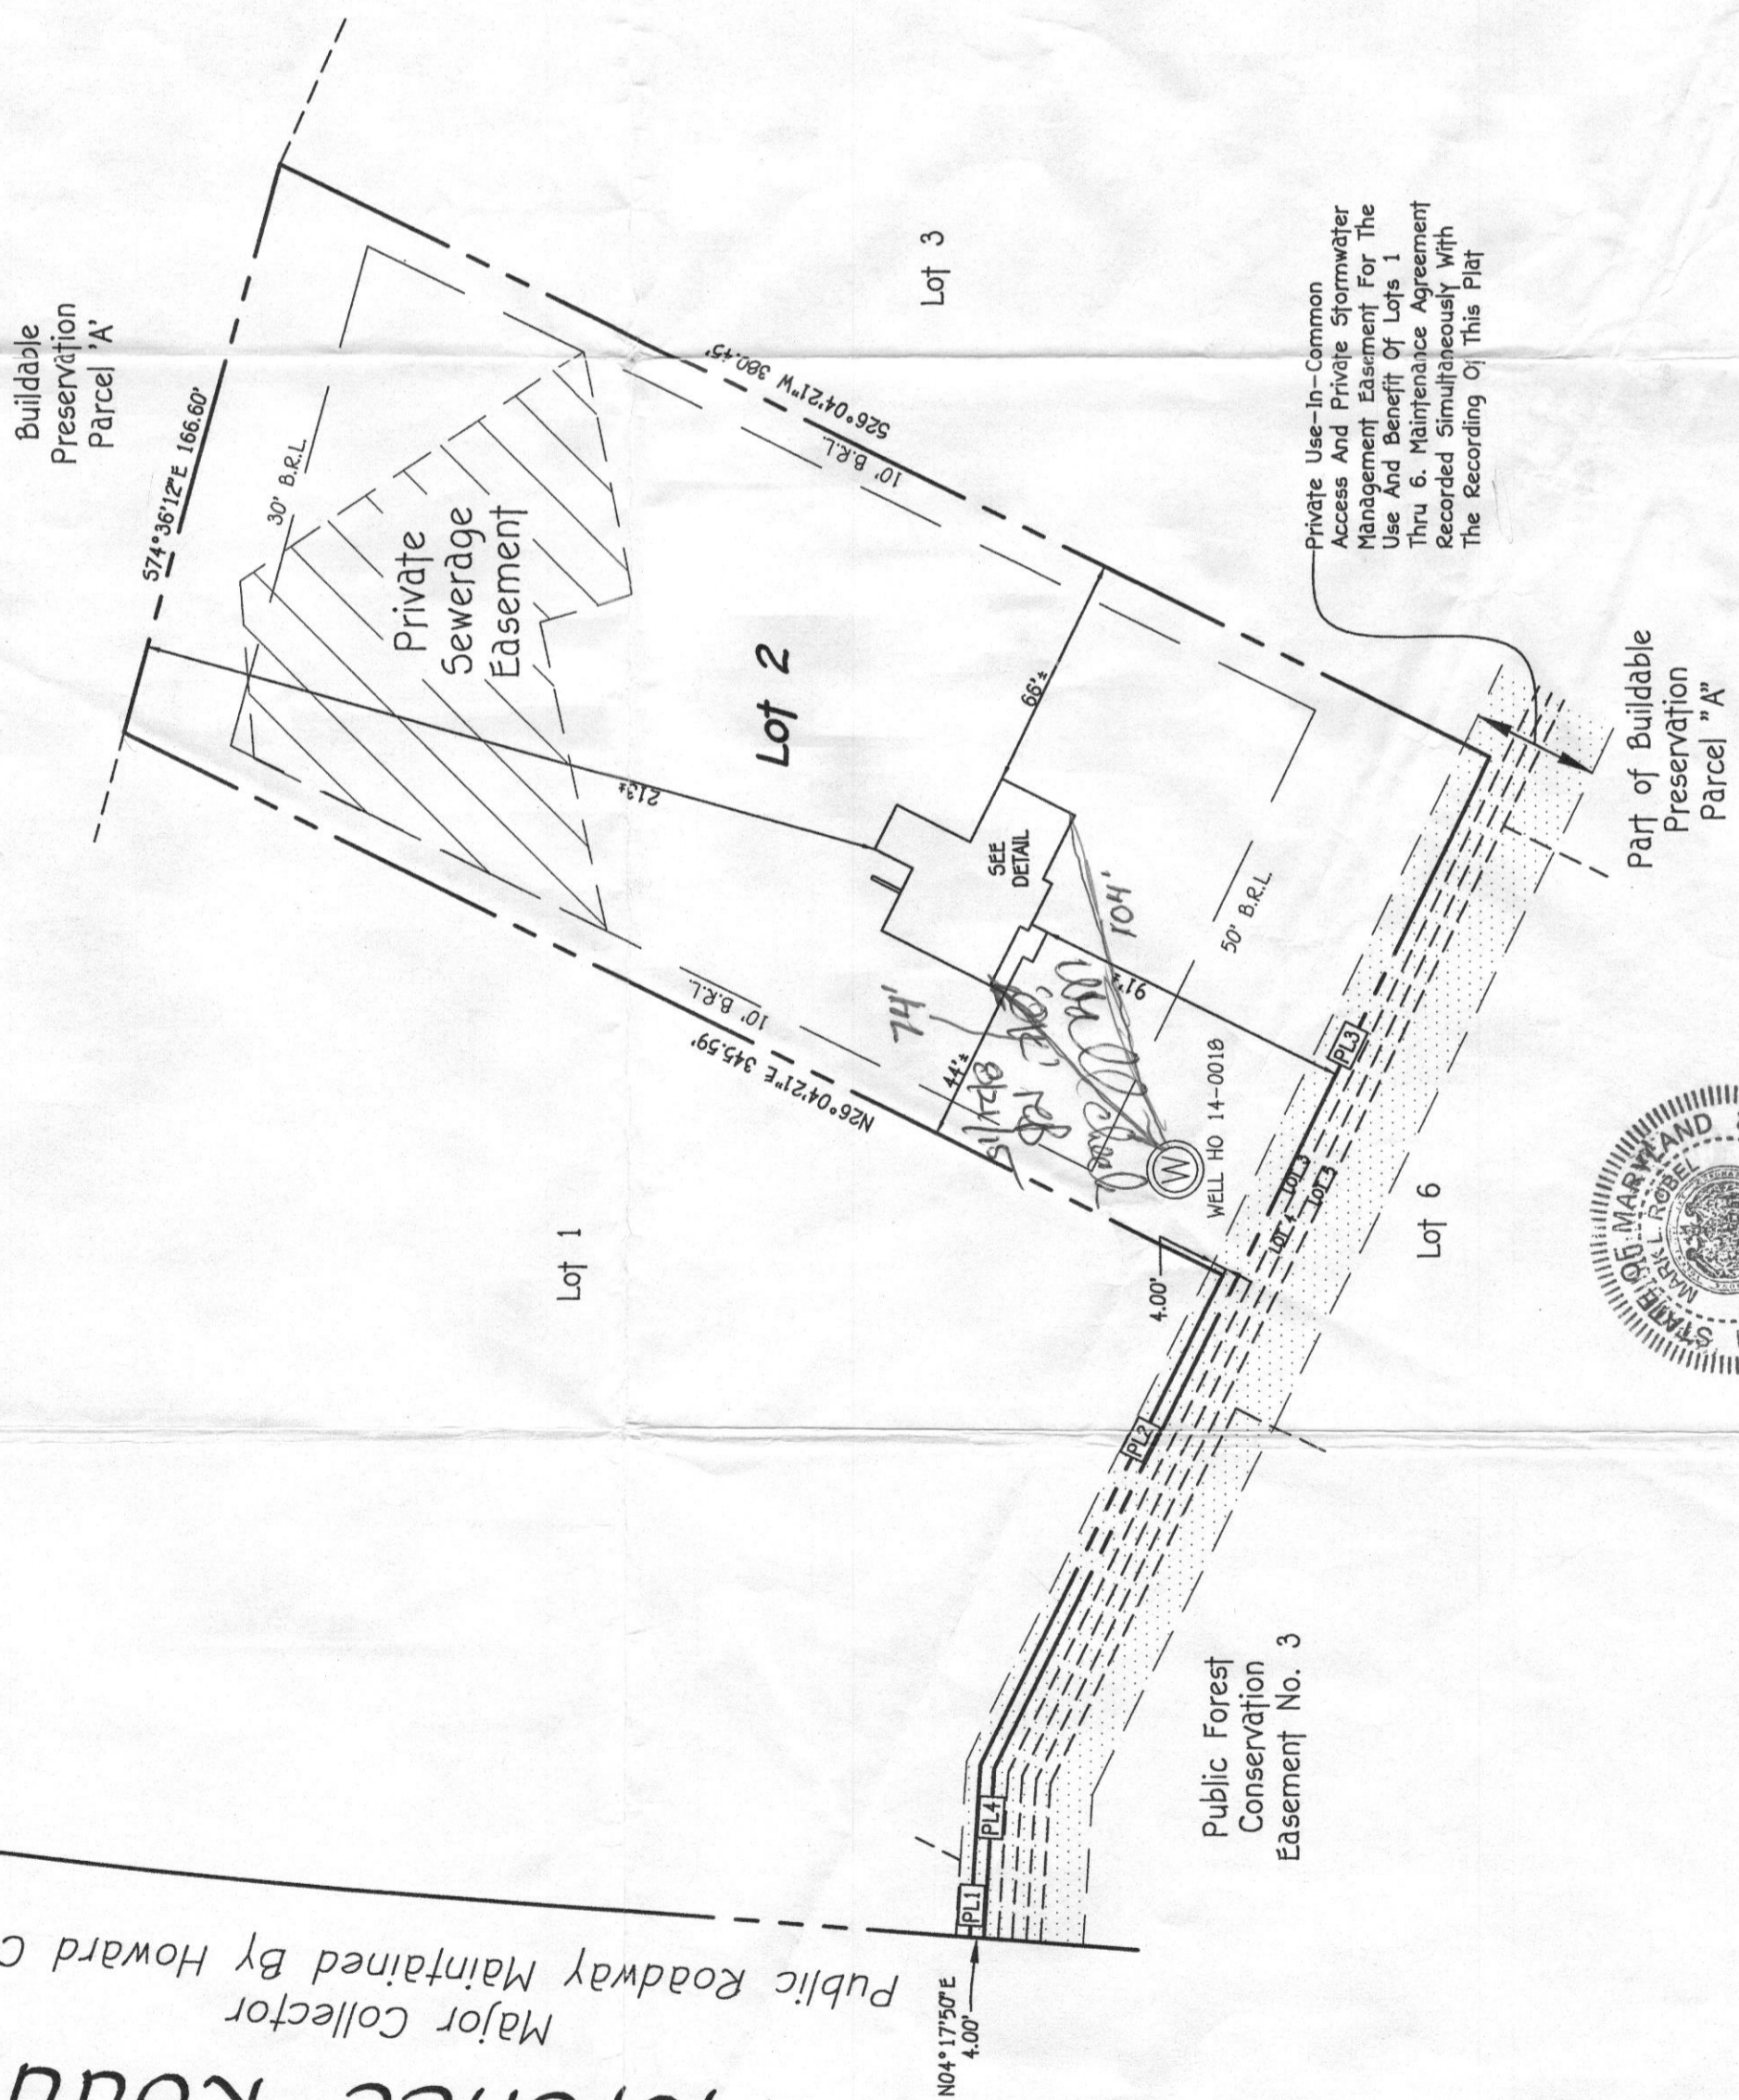 Buildable
Preservation
Parcel 'A'
S74°36'12"E 166.60'
30' B.R.L.
Private
Sewerage
Easement
Lot 3
S26°04'21"W 380.45'
10' B.R.L.
Lot 2
213'±
66'±
SEE
DETAIL
104'
91'±
50' B.R.L.
10' B.R.L.
N26°04'21"E 345.59'
74'
44'±
Well
W
WELL HO 14-0018
Lot 1
Private Use-In-Common
Access And Private Stormwater
Management Easement For The
Use And Benefit Of Lots 1
Thru 6. Maintenance Agreement
Recorded Simultaneously With
The Recording Of This Plat
Part of Buildable
Preservation
Parcel "A"
PL3
LOT 3
LOT 4
LOT 5
Lot 6
4.00'
PL2
PL4
PL1
Public Forest
Conservation
Easement No. 3
N04°17'50"E
4.00'
Public Roadway Maintained By Howard C
Major Collector
Road
STATE OF MARYLAND
MARK L. ROBEL